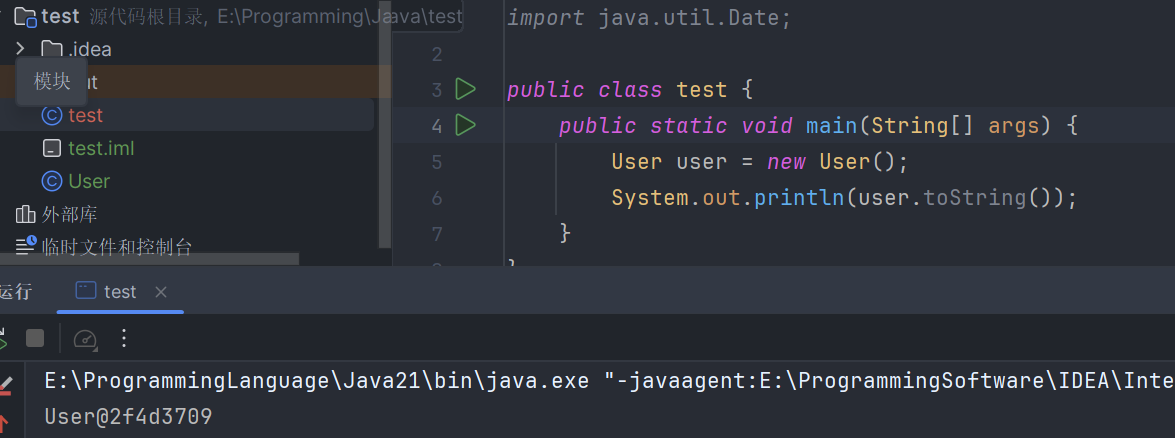 test 源代码根目录, E:\Programming\Java\test
.idea
模块
ut
test
test.iml
User
外部库
临时文件和控制台
import java.util.Date;
2
3 public class test {
4 public static void main(String[] args) {
5 User user = new User();
6 System.out.println(user.toString());
7 }
}
运行 test
E:\ProgrammingLanguage\Java21\bin\java.exe "-javaagent:E:\ProgrammingSoftware\IDEA\Inte
User@2f4d3709